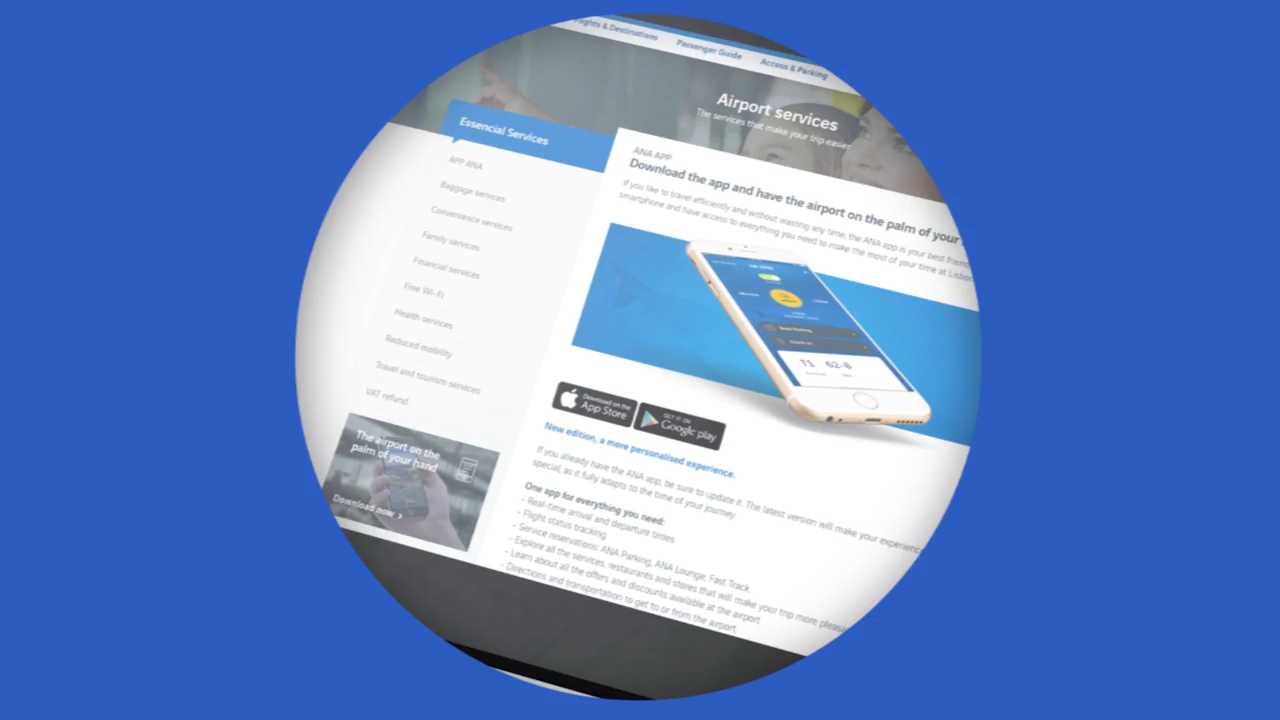 Flights & Destinations
Passenger Guide
Access & Parking
Airport services
The services that make your trip easier
Essencial Services
APP ANA
Baggage services
Convenience services
Family services
Financial services
Free Wi-Fi
Health services
Reduced mobility
Travel and tourism services
VAT refund
The airport on the
palm of your hand
Download now >
ANA APP
Download the app and have the airport on the palm of your
If you like to travel efficiently and without wasting any time, the ANA app is your best friend
smartphone and have access to everything you need to make the most of your time at Lisbon
T1 62-8
Download on the
App Store
GET IT ON
Google play
New edition, a more personalised experience.
If you already have the ANA app, be sure to update it. The latest version will make your experience
special, as it fully adapts to the time of your journey.
One app for everything you need:
- Real-time arrival and departure times.
- Flight status tracking.
- Service reservations: ANA Parking, ANA Lounge, Fast Track.
- Explore all the services, restaurants and stores that will make your trip more pleas
- Learn about all the offers and discounts available at the airport
- Directions and transportation to get to or from the airport.